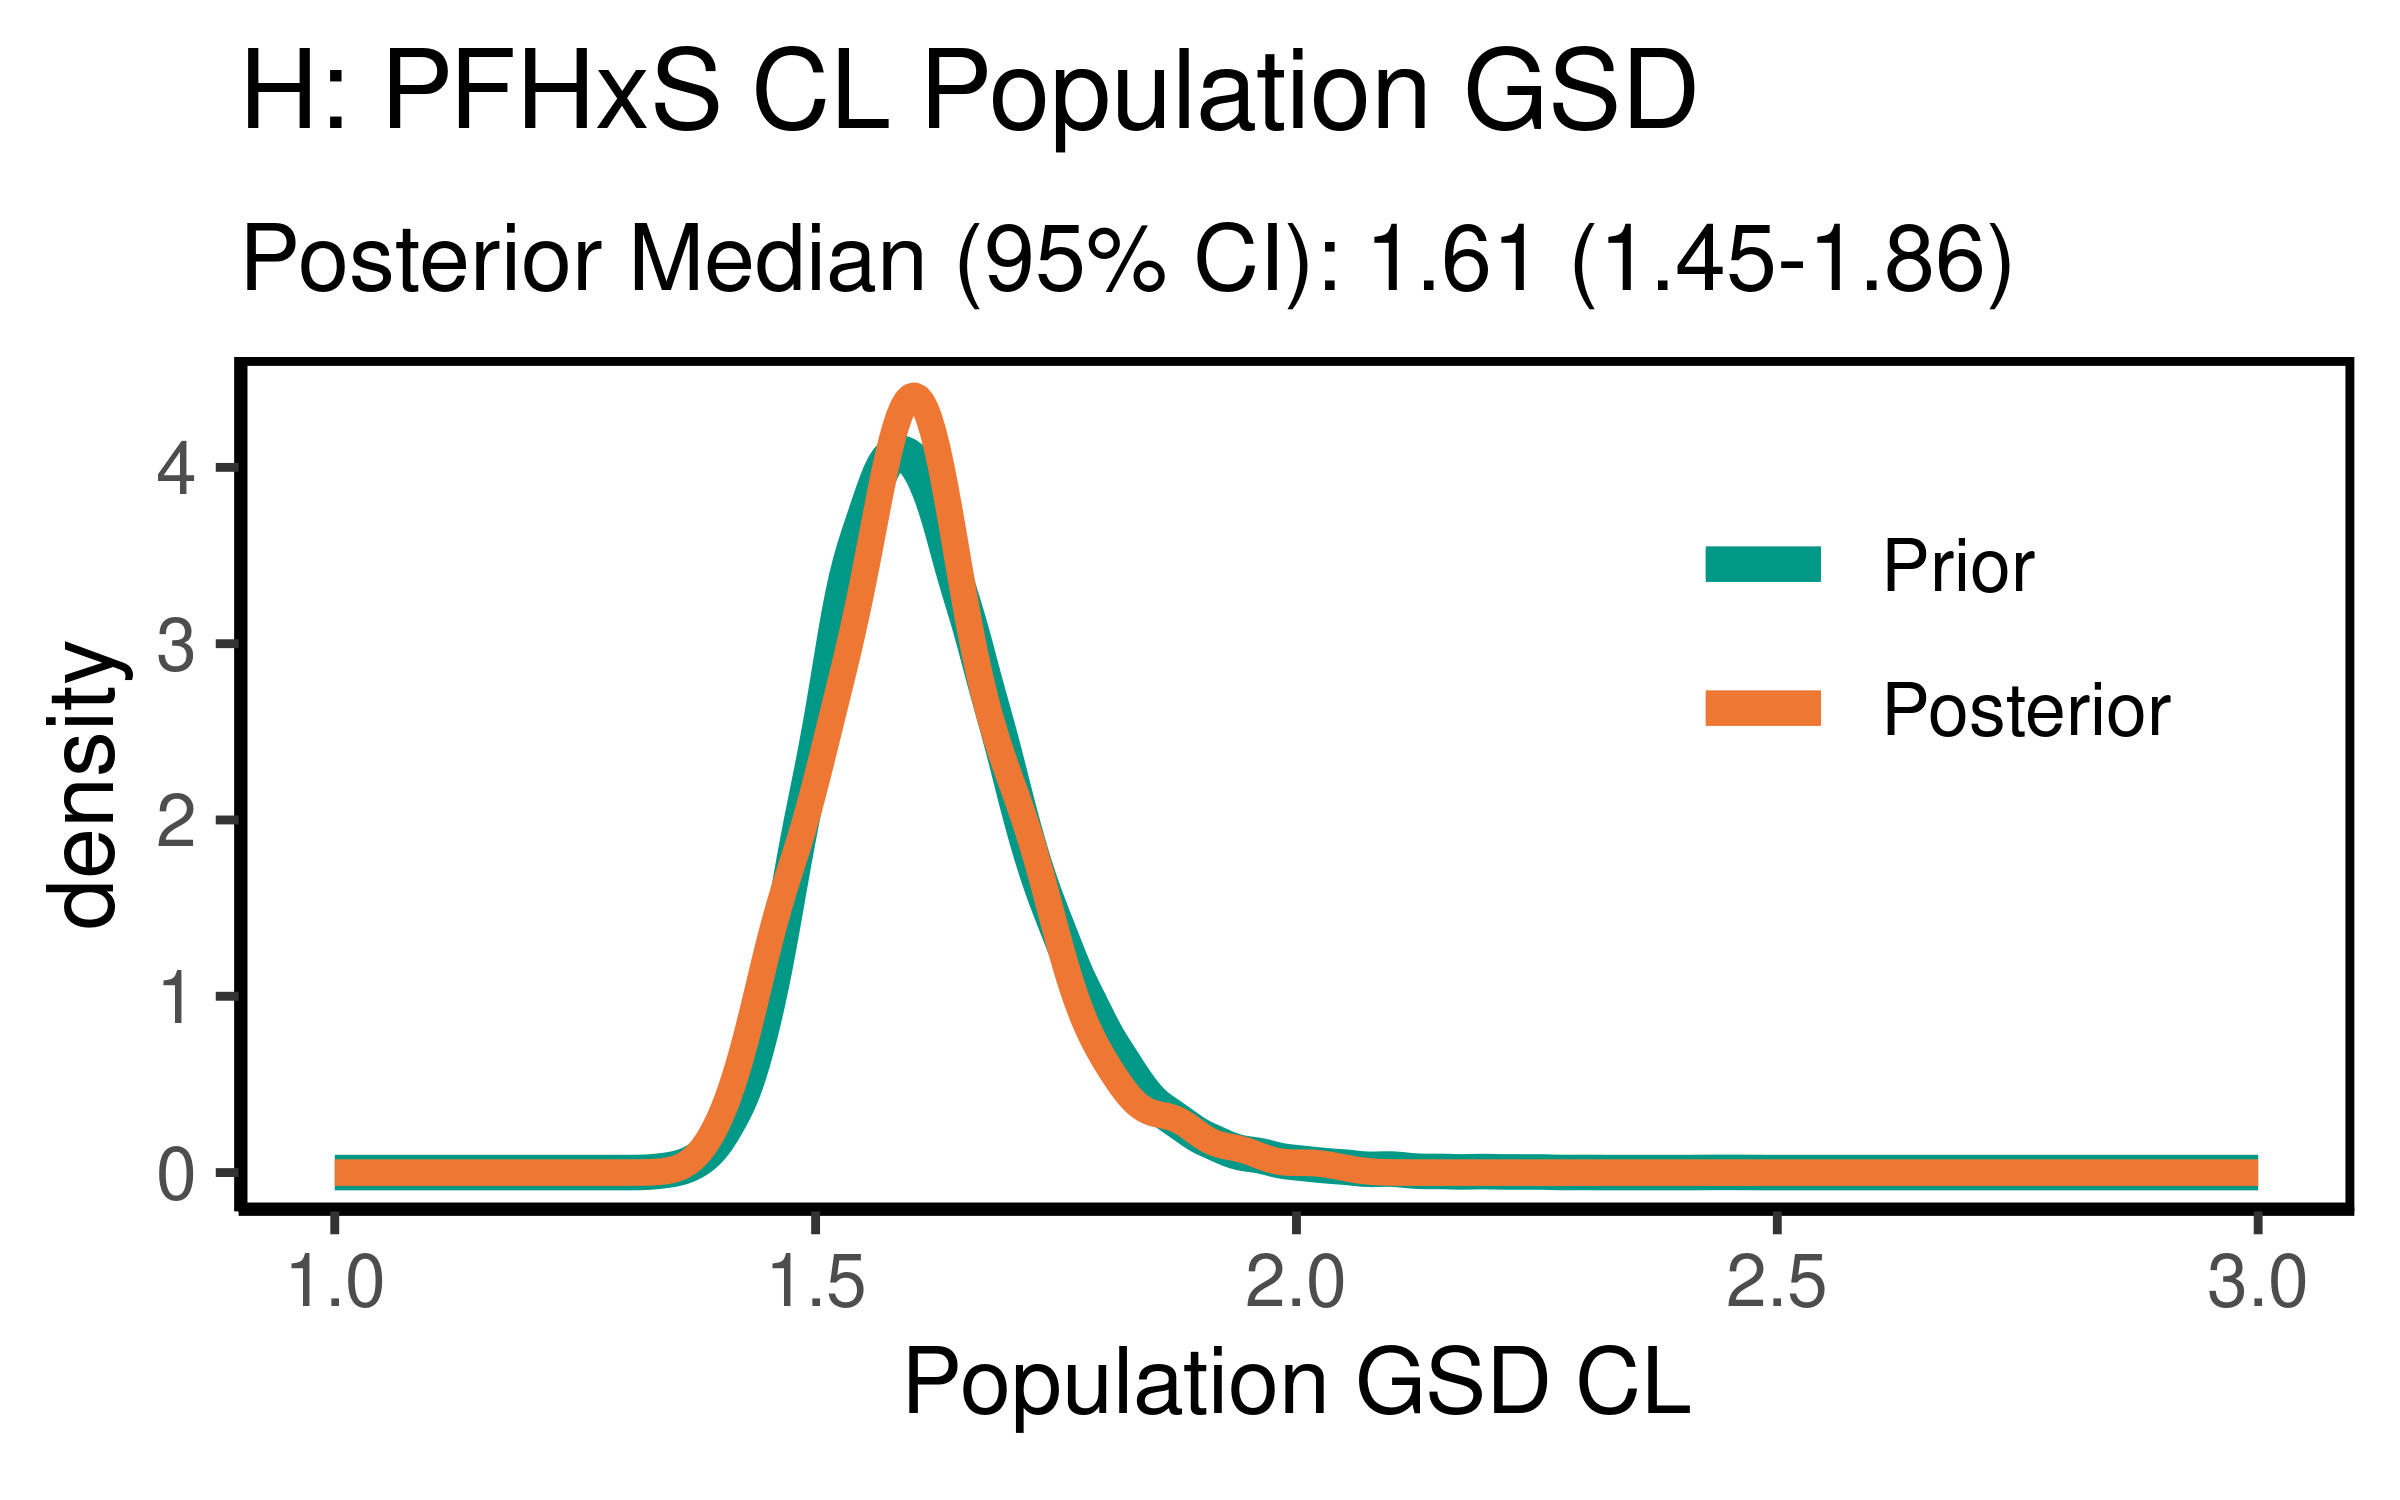 H: PFHxS CL Population GSD
Posterior Median (95% CI): 1.61 (1.45-1.86)
density
4
3
2
1
0
Prior
Posterior
1.0 1.5 2.0 2.5 3.0
Population GSD CL